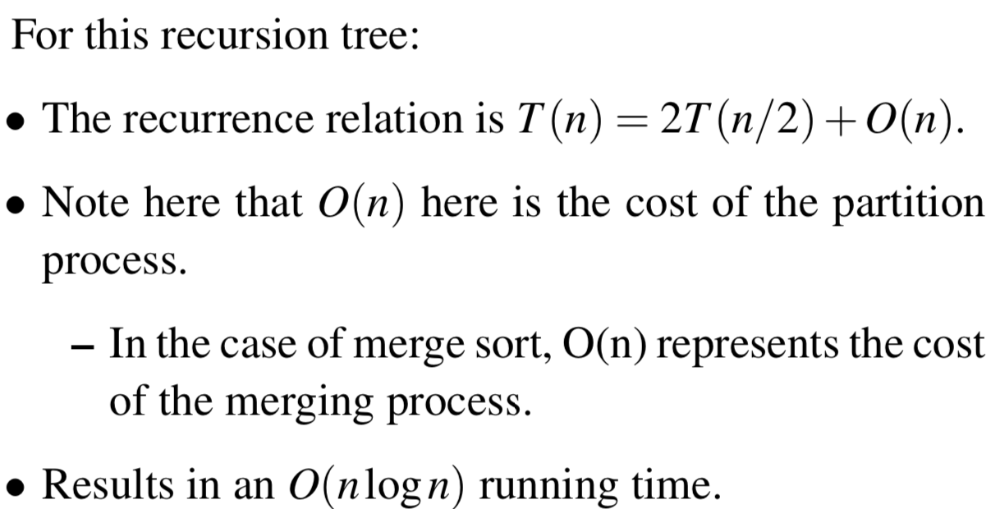 For this recursion tree:
• The recurrence relation is T(n) = 2T(n/2) + O(n).
• Note here that O(n) here is the cost of the partition
process.
– In the case of merge sort, O(n) represents the cost
of the merging process.
• Results in an O(n log n) running time.